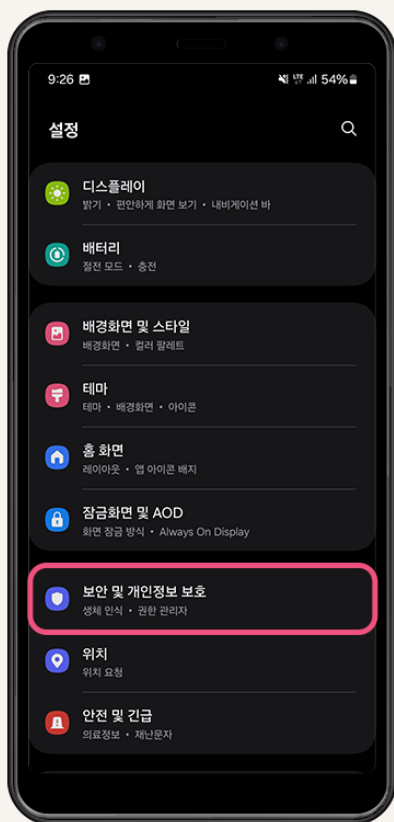 9:26
LTE 54%
설정
디스플레이
밝기 • 편안하게 화면 보기 • 내비게이션 바
배터리
절전 모드 • 충전
배경화면 및 스타일
배경화면 • 컬러 팔레트
테마
테마 • 배경화면 • 아이콘
홈 화면
레이아웃 • 앱 아이콘 배지
잠금화면 및 AOD
화면 잠금 방식 • Always On Display
보안 및 개인정보 보호
생체 인식 • 권한 관리자
위치
위치 요청
안전 및 긴급
의료정보 • 재난문자